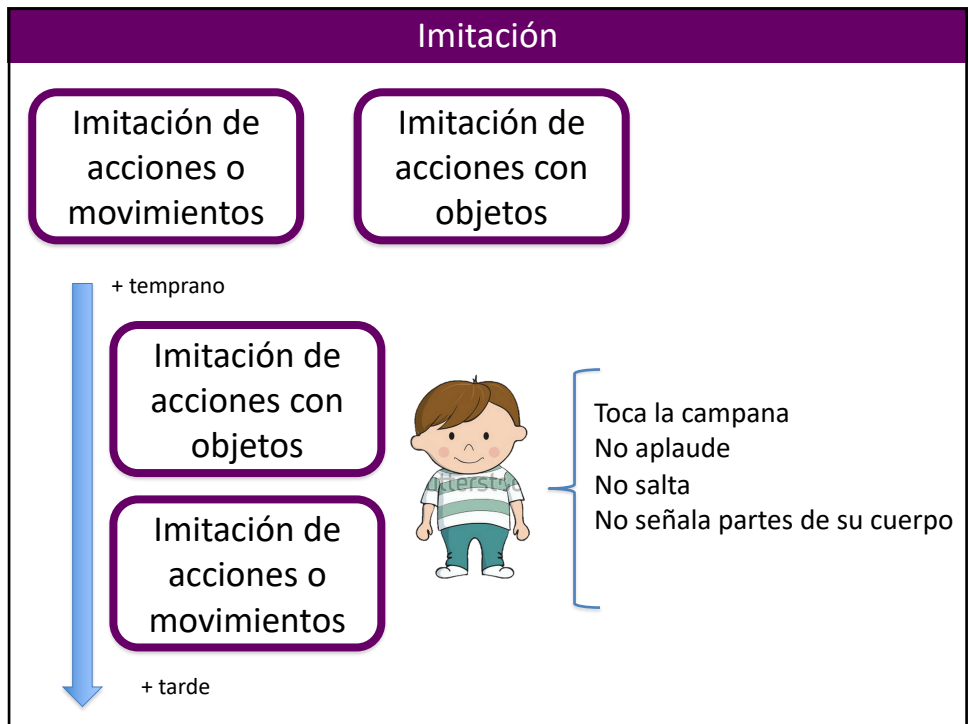 Imitación
Imitación de
acciones o
movimientos
Imitación de
acciones con
objetos
+ temprano
Imitación de
acciones con
objetos
Imitación de
acciones o
movimientos
+ tarde
Toca la campana
No aplaude
No salta
No señala partes de su cuerpo